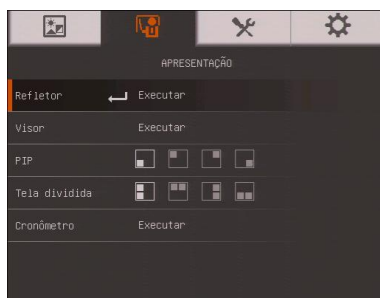 APRESENTAÇÃO
Refletor Executar
Visor Executar
PIP
Tela dividida
Cronômetro Executar